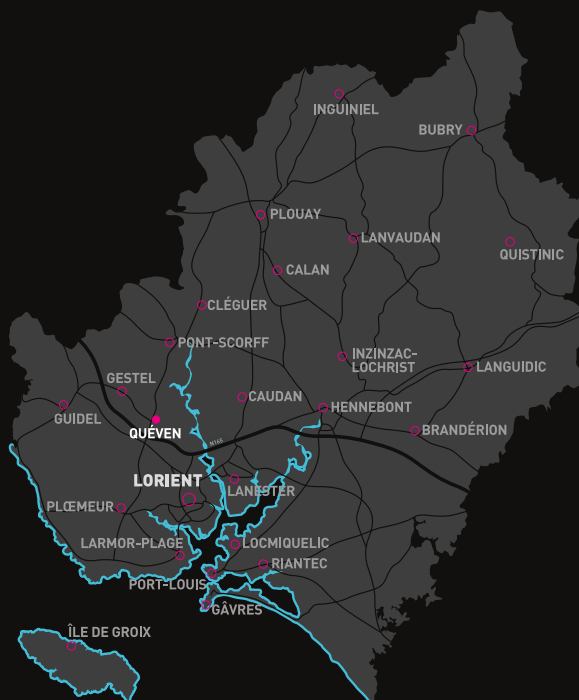 INGUINIEL
BUBRY
PLOUAY
LANVAUDAN
QUISTINIC
CALAN
CLÉGUER
PONT-SCORFF
INZINZAC-
LOCHRIST
LANGUIDIC
GESTEL
CAUDAN
HENNEBONT
GUIDEL
QUÉVEN
BRANDÉRION
N166
LORIENT
LANESTER
PLŒMEUR
LARMOR-PLAGE
LOCMIQUELIC
RIANTEC
PORT-LOUIS
GÂVRES
ÎLE DE GROIX